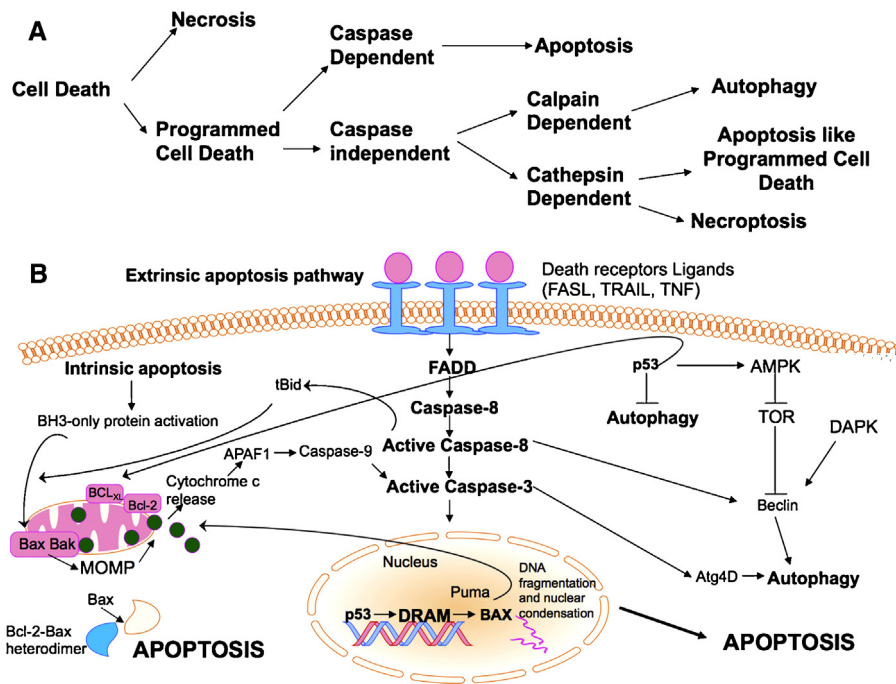 A
Necrosis
Cell Death
Programmed
Cell Death
Caspase
Dependent
Apoptosis
Caspase
independent
Calpain
Dependent
Autophagy
Cathepsin
Dependent
Apoptosis like
Programmed Cell
Death
Necroptosis
B
Extrinsic apoptosis pathway
Death receptors Ligands
(FASL, TRAIL, TNF)
Intrinsic apoptosis
BH3-only protein activation
tBid
FADD
Caspase-8
Active Caspase-8
Active Caspase-3
APAF1
Caspase-9
Cytochrome c
release
BCLXL
Bcl-2
Bax Bak
MOMP
p53
AMPK
Autophagy
TOR
DAPK
Beclin
Atg4D
Autophagy
Nucleus
Puma
p53
DRAM
BAX
DNA
fragmentation
and nuclear
condensation
Bax
Bcl-2-Bax
heterodimer
APOPTOSIS
APOPTOSIS